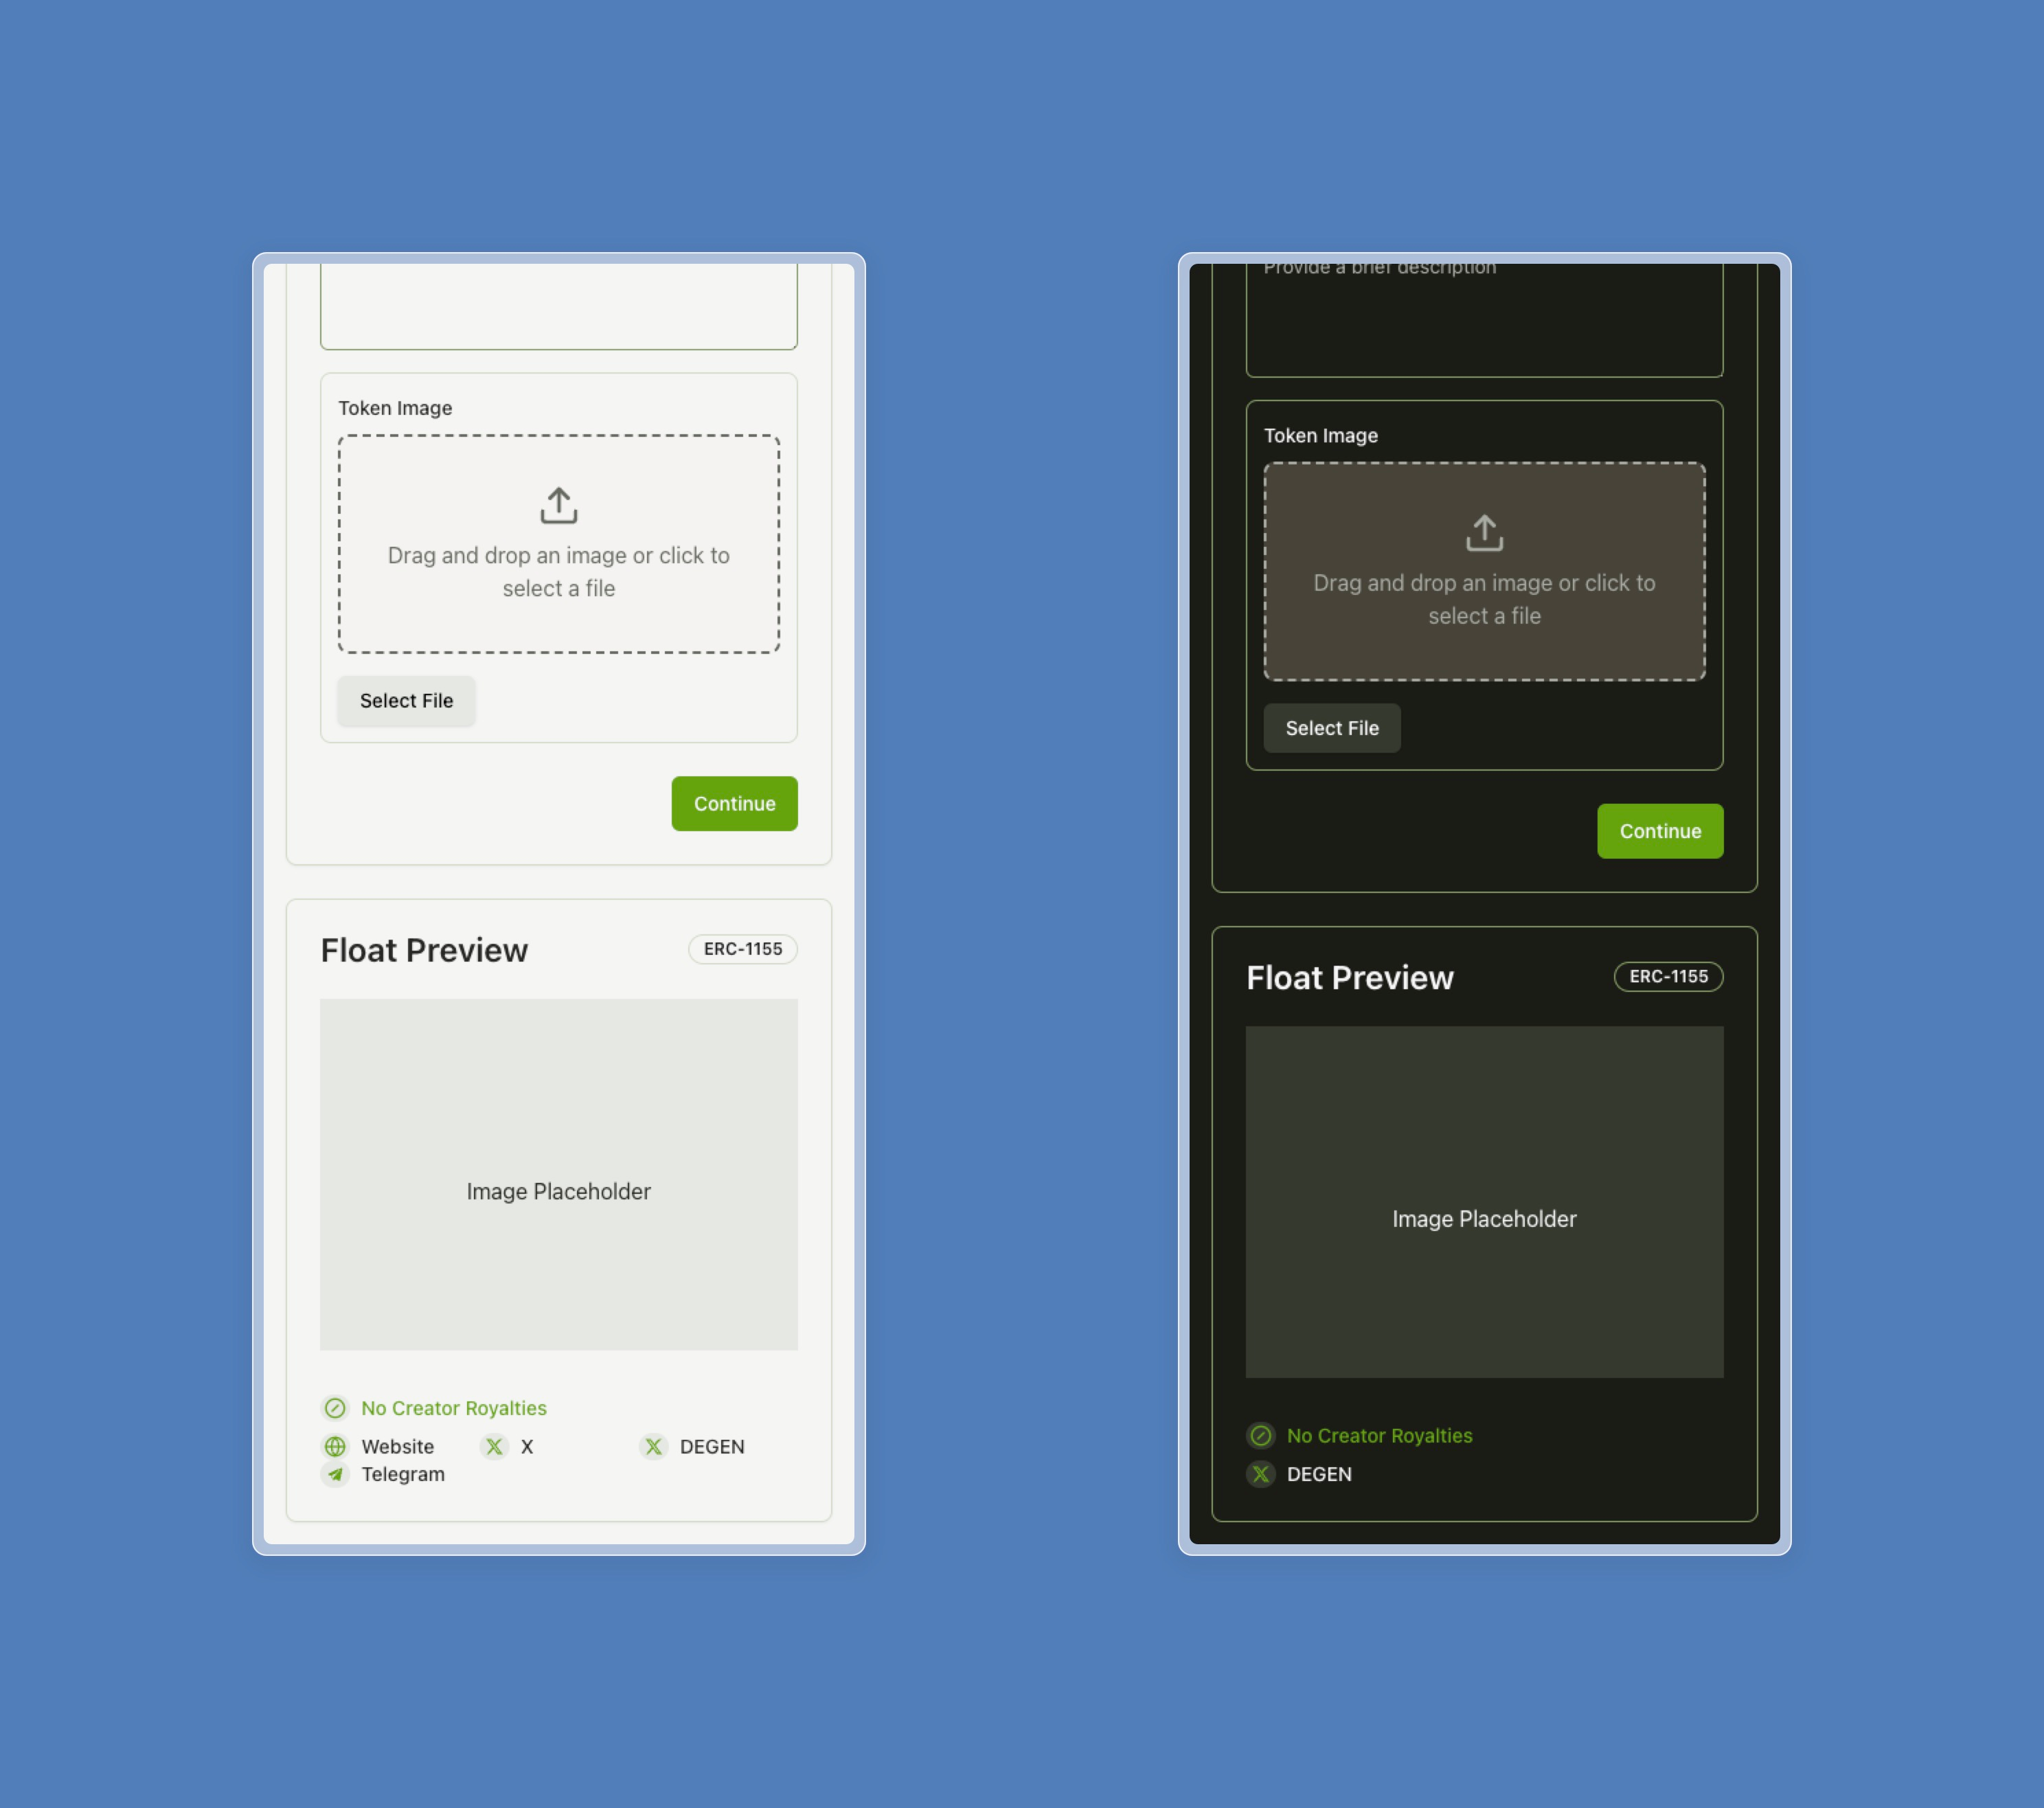 Token Image
Drag and drop an image or click to
select a file
Select File
Continue
Float Preview
ERC-1155
Image Placeholder
No Creator Royalties
Website
X
DEGEN
Telegram
Provide a brief description
Token Image
Drag and drop an image or click to
select a file
Select File
Continue
Float Preview
ERC-1155
Image Placeholder
No Creator Royalties
DEGEN